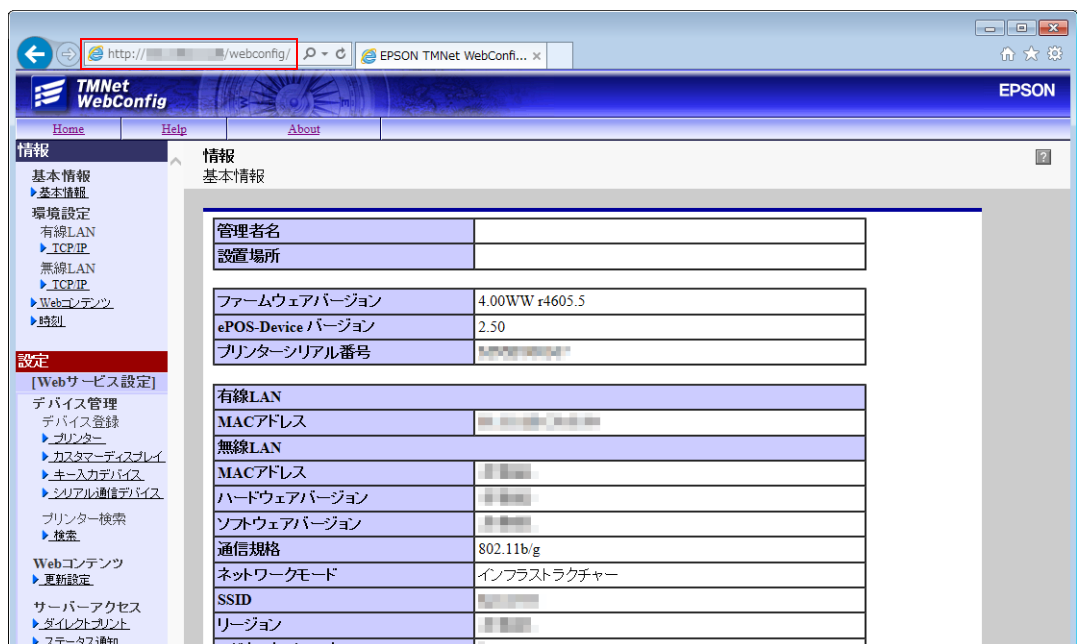 http://
/webconfig/
EPSON TMNet WebConfi...
TMNet
WebConfig
EPSON
Home
Help
About
情報
基本情報
基本情報
環境設定
有線LAN
TCP/IP
無線LAN
TCP/IP
Webコンテンツ
時刻
設定
[Webサービス設定]
デバイス管理
デバイス登録
プリンター
カスタマーディスプレイ
キー入力デバイス
シリアル通信デバイス
プリンター検索
検索
Webコンテンツ
更新設定
サーバーアクセス
ダイレクトプリント
ステータス通知
情報
基本情報
?
管理者名
設置場所
ファームウェアバージョン 4.00WW r4605.5
ePOS-Device バージョン 2.50
プリンターシリアル番号
有線LAN
MACアドレス
無線LAN
MACアドレス
ハードウェアバージョン
ソフトウェアバージョン
通信規格 802.11b/g
ネットワークモード インフラストラクチャー
SSID
リージョン